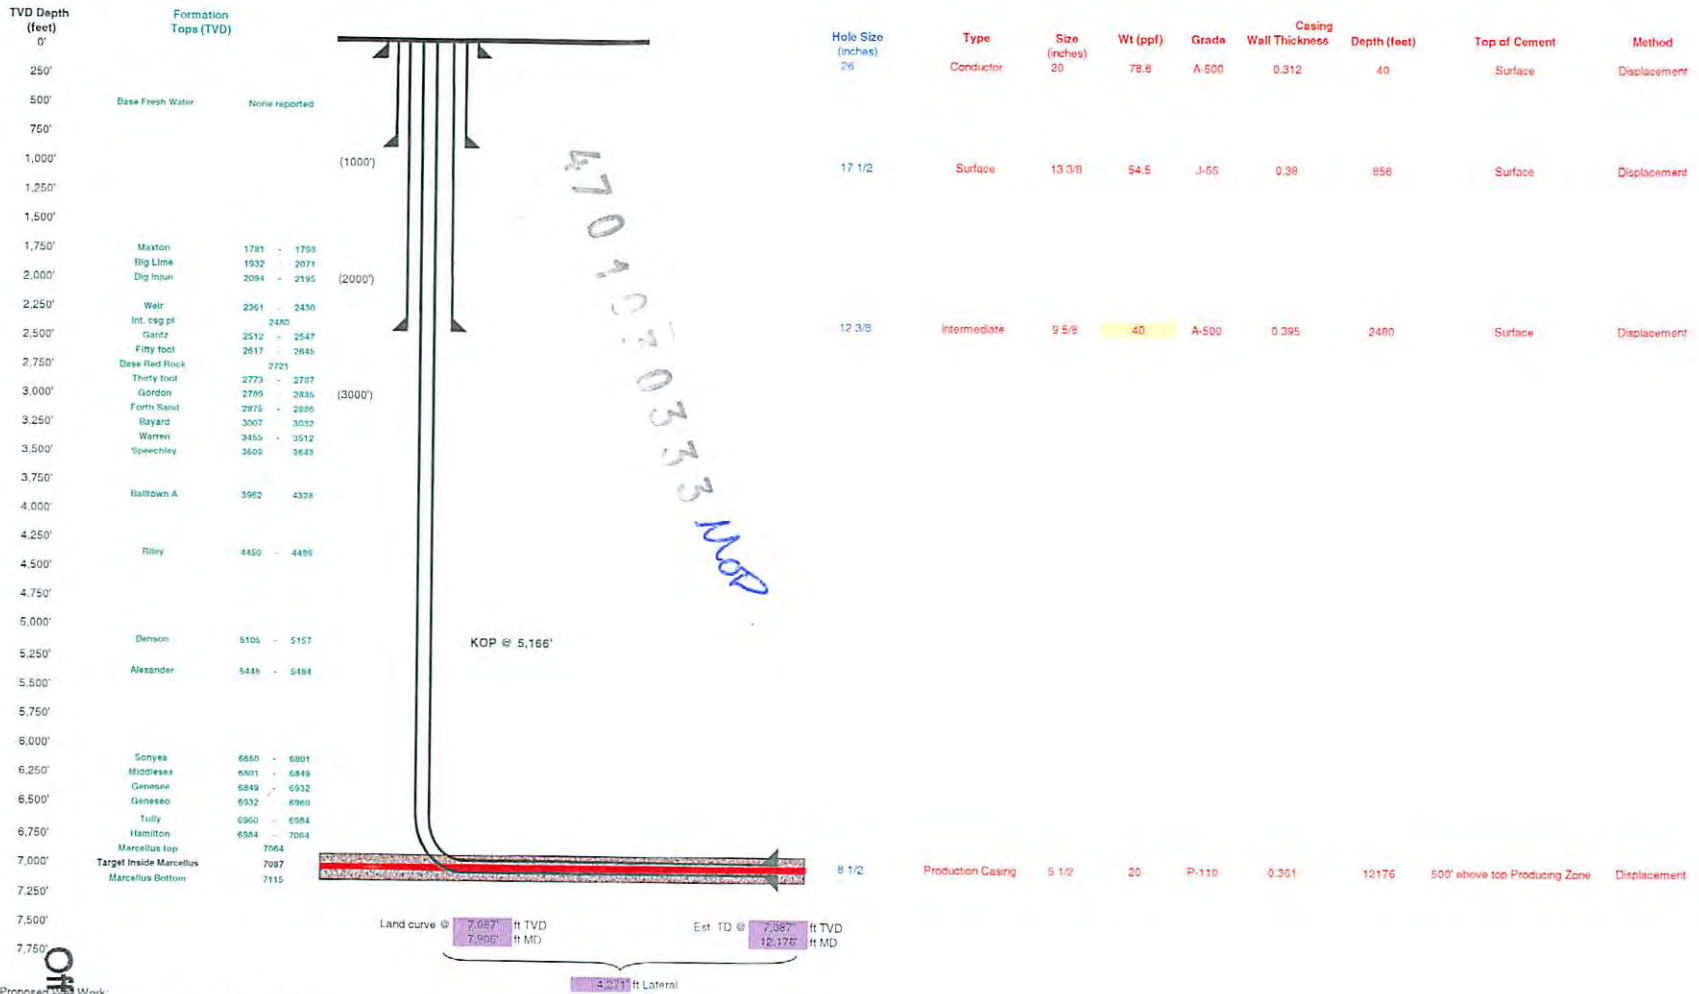 TVD Depth (feet)
Formation Tops (TVD)
Hole Size (inches)
Type
Size (inches)
Wt (ppf)
Grade
Casing
Wall Thickness
Depth (feet)
Top of Cement
Method
0'
250'
26 Conductor 20 78.6 A-500 0.312 40 Surface Displacement
500' Base Fresh Water None reported
750'
1,000' (1000')
17 1/2 Surface 13 3/8 54.5 J-55 0.38 856 Surface Displacement
1,250'
1,500'
1,750' Maxton 1781 - 1798
Big Lime 1932 2071
2,000' Big Injun 2094 - 2195 (2000')
2,250' Weir 2361 - 2430
Int. csg pt 2480
12 3/8 Intermediate 9 5/8 40 A-500 0.395 2480 Surface Displacement
2,500' Gantz 2512 - 2547
Fifty foot 2617 - 2645
2,750' Base Red Rock 2721
Thirty foot 2773 - 2787
3,000' Gordon 2789 - 2835 (3000')
Forth Sand 2875 - 2886
3,250' Bayard 3007 - 3032
Warren 3455 - 3512
3,500' Speechley 3609 3643
3,750'
Balltown A 3962 4328
4,000'
4,250'
Riley 4450 - 4486
4,500'
4.750'
5,000'
Benson 5105 - 5157
KOP @ 5,166'
5,250'
Alexander 5446 - 5484
5,500'
5,750'
6,000'
Sonyea 6650 - 6801
6,250' Middlesex 6801 - 6849
Genesee 6849 - 6932
6,500' Geneseo 6932 6960
Tully 6960 - 6984
6,750' Hamilton 6984 - 7064
Marcellus top 7064
7,000' Target Inside Marcellus 7087
8 1/2 Production Casing 5 1/2 20 P-110 0.361 12176 500' above top Producing Zone Displacement
Marcellus Bottom 7115
7,250'
7,500'
Land curve @ 7,087' ft TVD
7,906' ft MD
Est. TD @ 7,087' ft TVD
12,176' ft MD
7,750'
4,271' ft Lateral
4710303333 MOD
Off
Proposed Well Work: